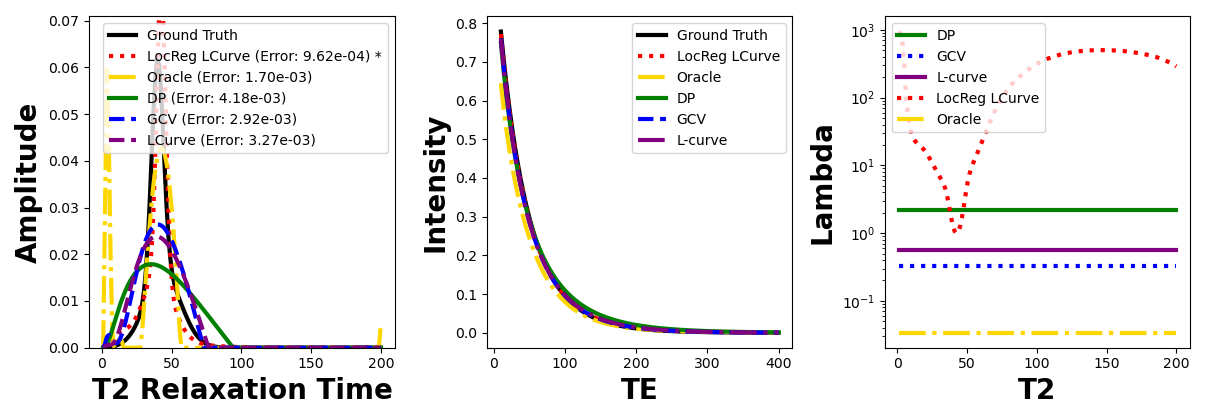 0.07
0.06
0.05
0.04
0.03
0.02
0.01
0.00
Amplitude
Ground Truth
LocReg LCurve (Error: 9.62e-04) *
Oracle (Error: 1.70e-03)
DP (Error: 4.18e-03)
GCV (Error: 2.92e-03)
LCurve (Error: 3.27e-03)
0 50 100 150 200
T2 Relaxation Time
0.8
0.7
0.6
0.5
0.4
0.3
0.2
0.1
0.0
Intensity
Ground Truth
LocReg LCurve
Oracle
DP
GCV
L-curve
0 100 200 300 400
TE
10³
10²
10¹
10⁰
10⁻¹
Lambda
DP
GCV
L-curve
LocReg LCurve
Oracle
0 50 100 150 200
T2